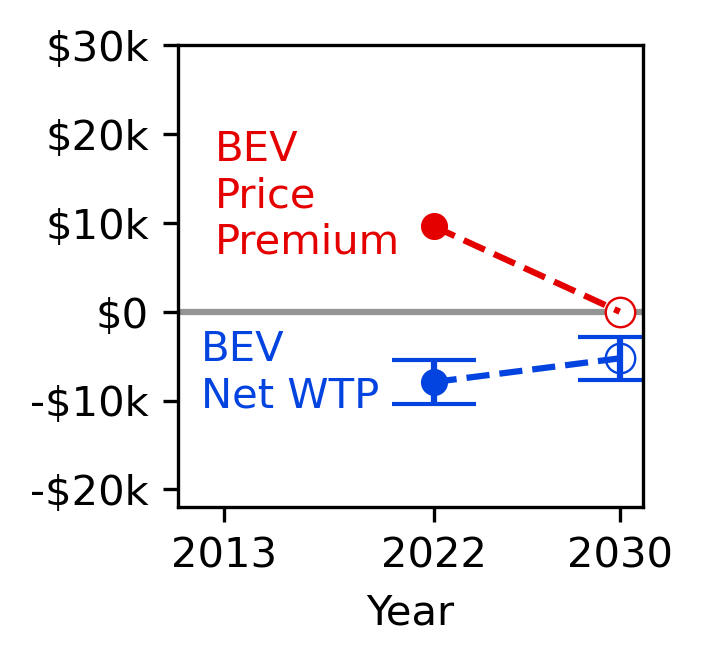 $30k
$20k
$10k
$0
-$10k
-$20k
BEV
Price
Premium
BEV
Net WTP
2013 2022 2030
Year